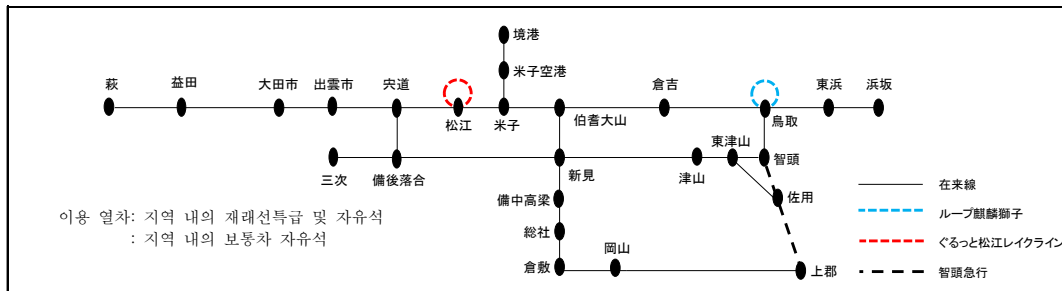 境港
米子空港
萩
益田
大田市
出雲市
宍道
松江
米子
伯耆大山
倉吉
鳥取
東浜
浜坂
三次
備後落合
新見
津山
東津山
智頭
佐用
備中高梁
総社
倉敷
岡山
上郡
이용 열차: 지역 내의 재래선특급 및 자유석
: 지역 내의 보통차 자유석
在来線
ループ麒麟獅子
ぐるっと松江レイクライン
智頭急行